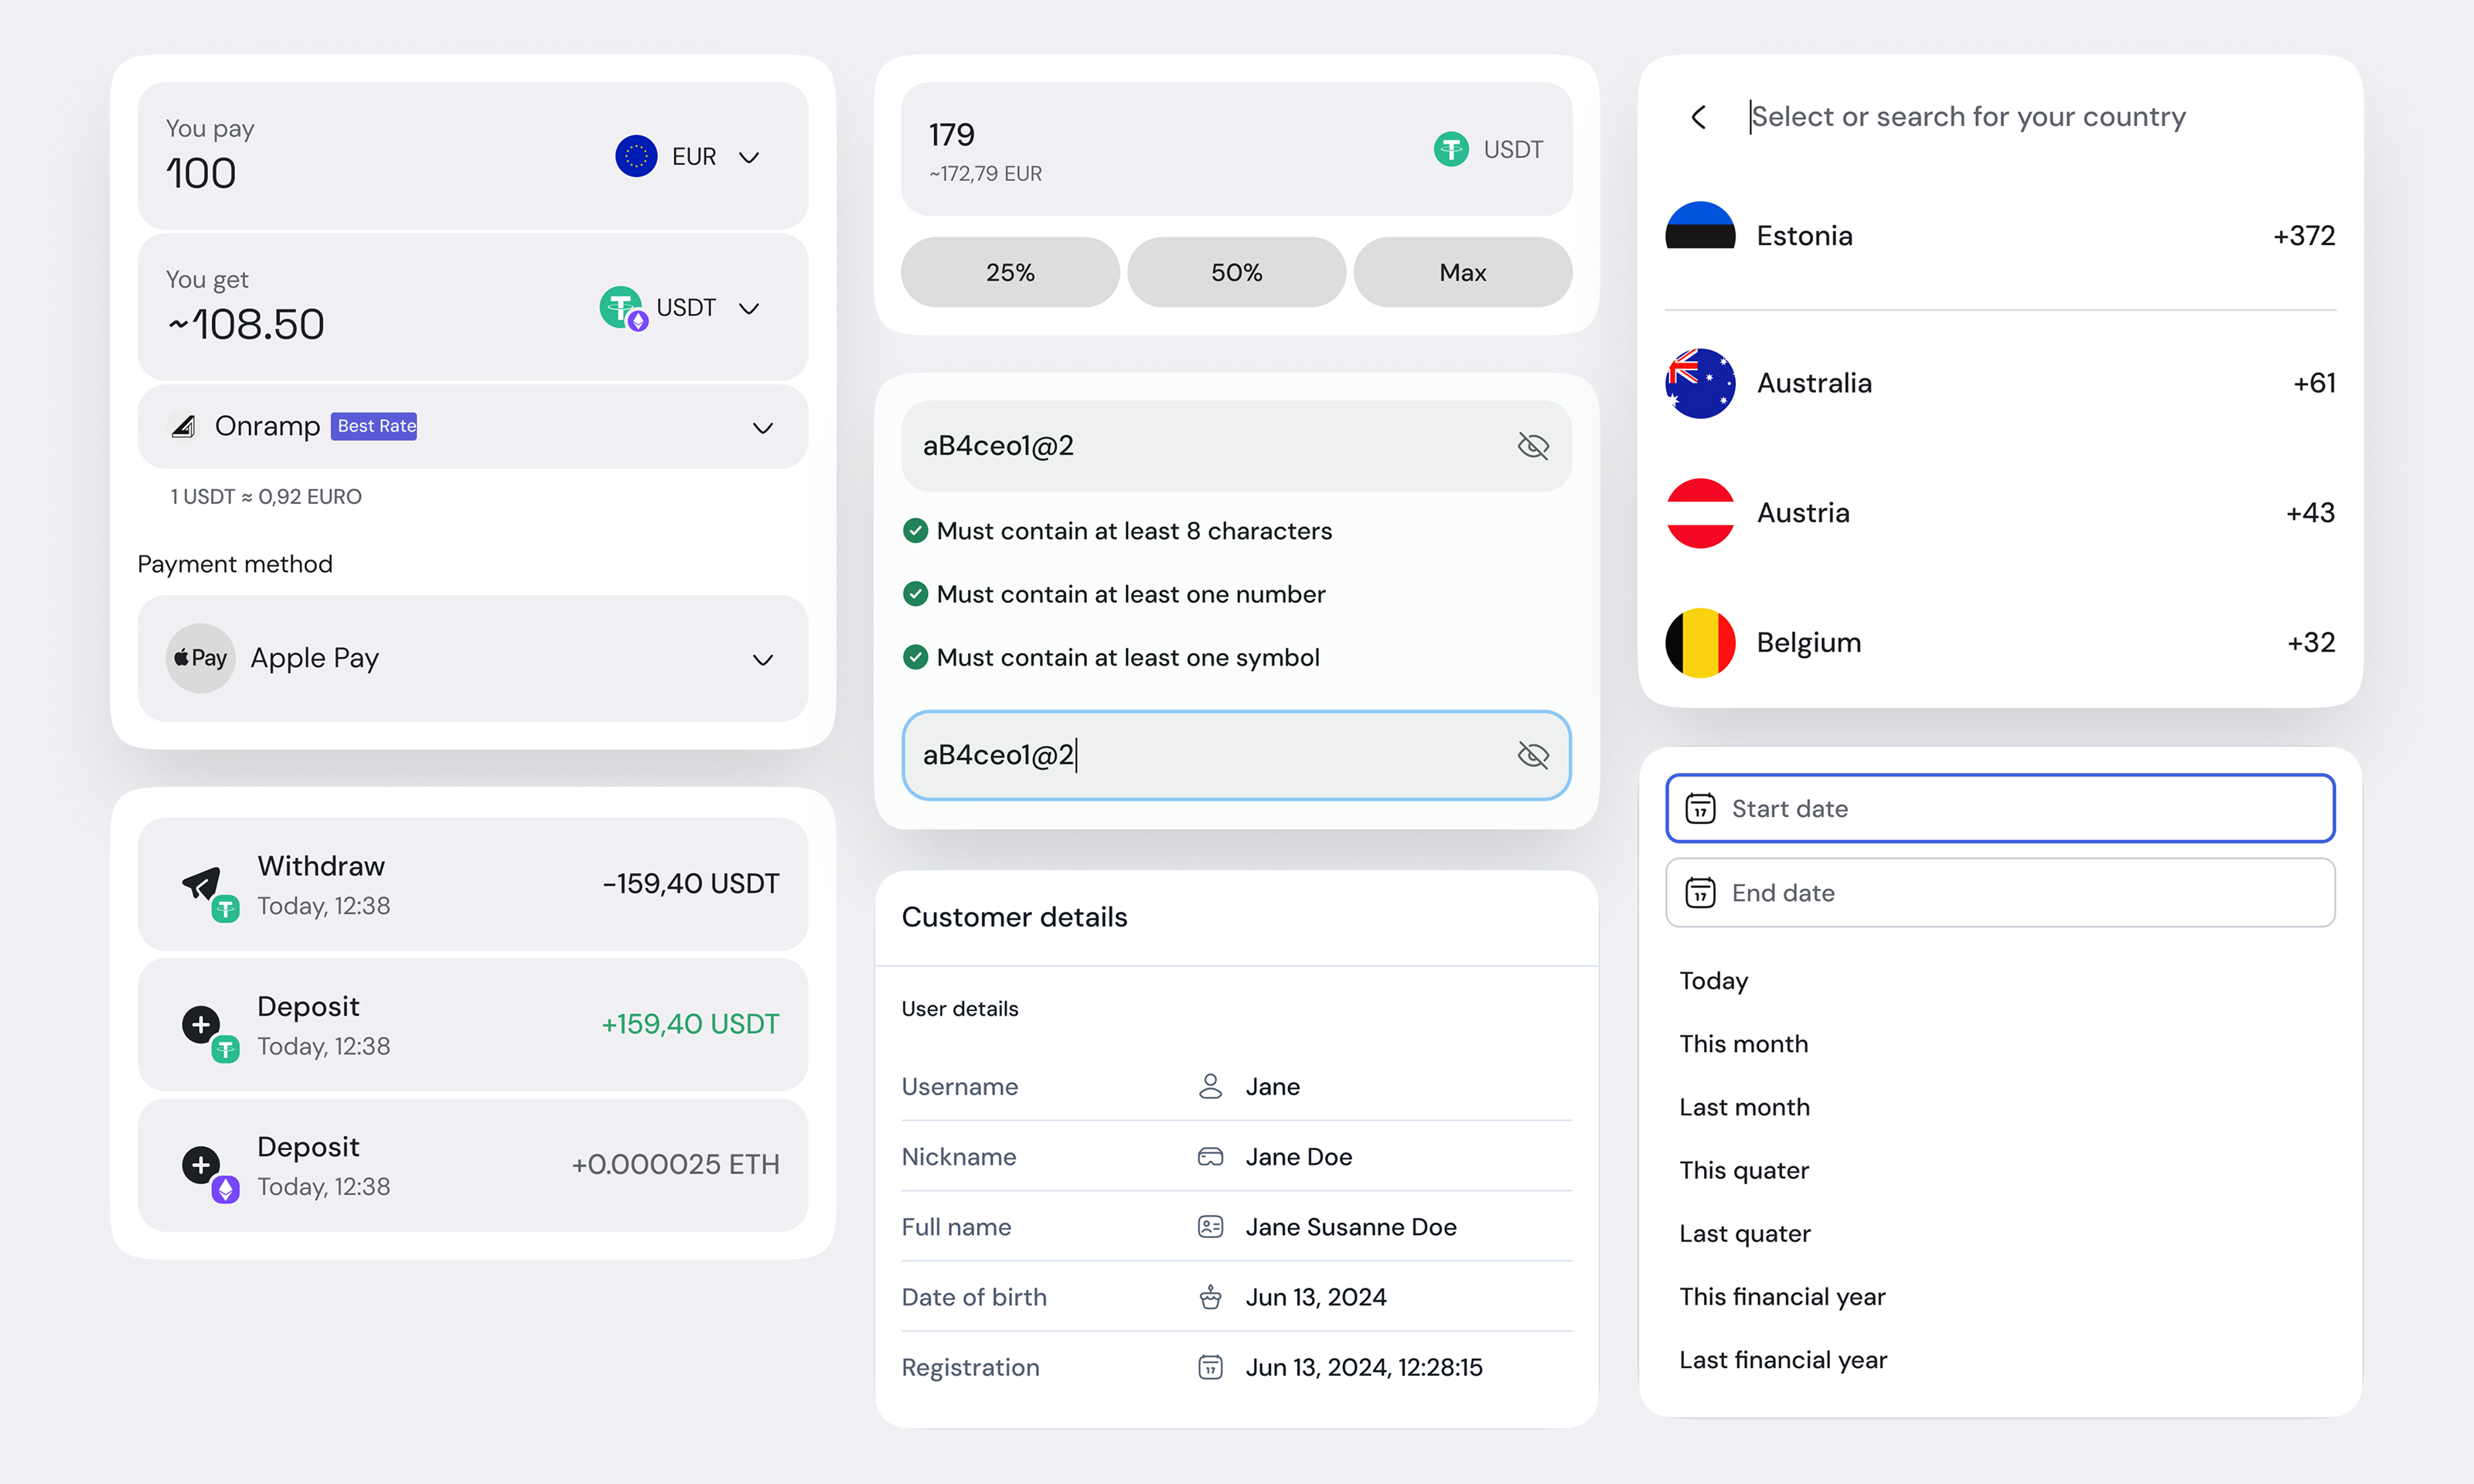 You pay
100
EUR
You get
~108.50
USDT
Onramp Best Rate
1 USDT ≈ 0,92 EURO
Payment method
Pay Apple Pay
Withdraw
Today, 12:38
-159,40 USDT
Deposit
Today, 12:38
+159,40 USDT
Deposit
Today, 12:38
+0.000025 ETH
179
~172,79 EUR
USDT
25% 50% Max
aB4ceo1@2
Must contain at least 8 characters
Must contain at least one number
Must contain at least one symbol
aB4ceo1@2
Customer details
User details
Username Jane
Nickname Jane Doe
Full name Jane Susanne Doe
Date of birth Jun 13, 2024
Registration 17 Jun 13, 2024, 12:28:15
Select or search for your country
Estonia +372
Australia +61
Austria +43
Belgium +32
17 Start date
17 End date
Today
This month
Last month
This quater
Last quater
This financial year
Last financial year